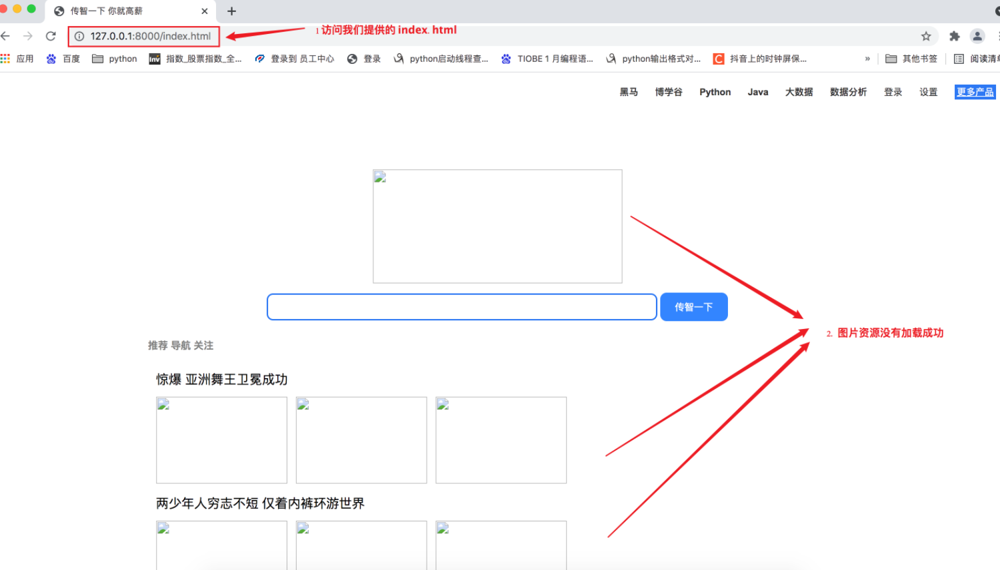 传智一下 你就高薪
127.0.0.1:8000/index.html
1 访问我们提供的 index. html
应用 百度 python 指数_股票指数_全... 登录到 员工中心 登录 python启动线程查... TIOBE 1 月编程语... python输出格式对... 抖音上的时钟屏保... » 其他书签 阅读清单
黑马 博学谷 Python Java 大数据 数据分析 登录 设置 更多产品
传智一下
2. 图片资源没有加载成功
推荐 导航 关注
惊爆 亚洲舞王卫冕成功
两少年人穷志不短 仅着内裤环游世界